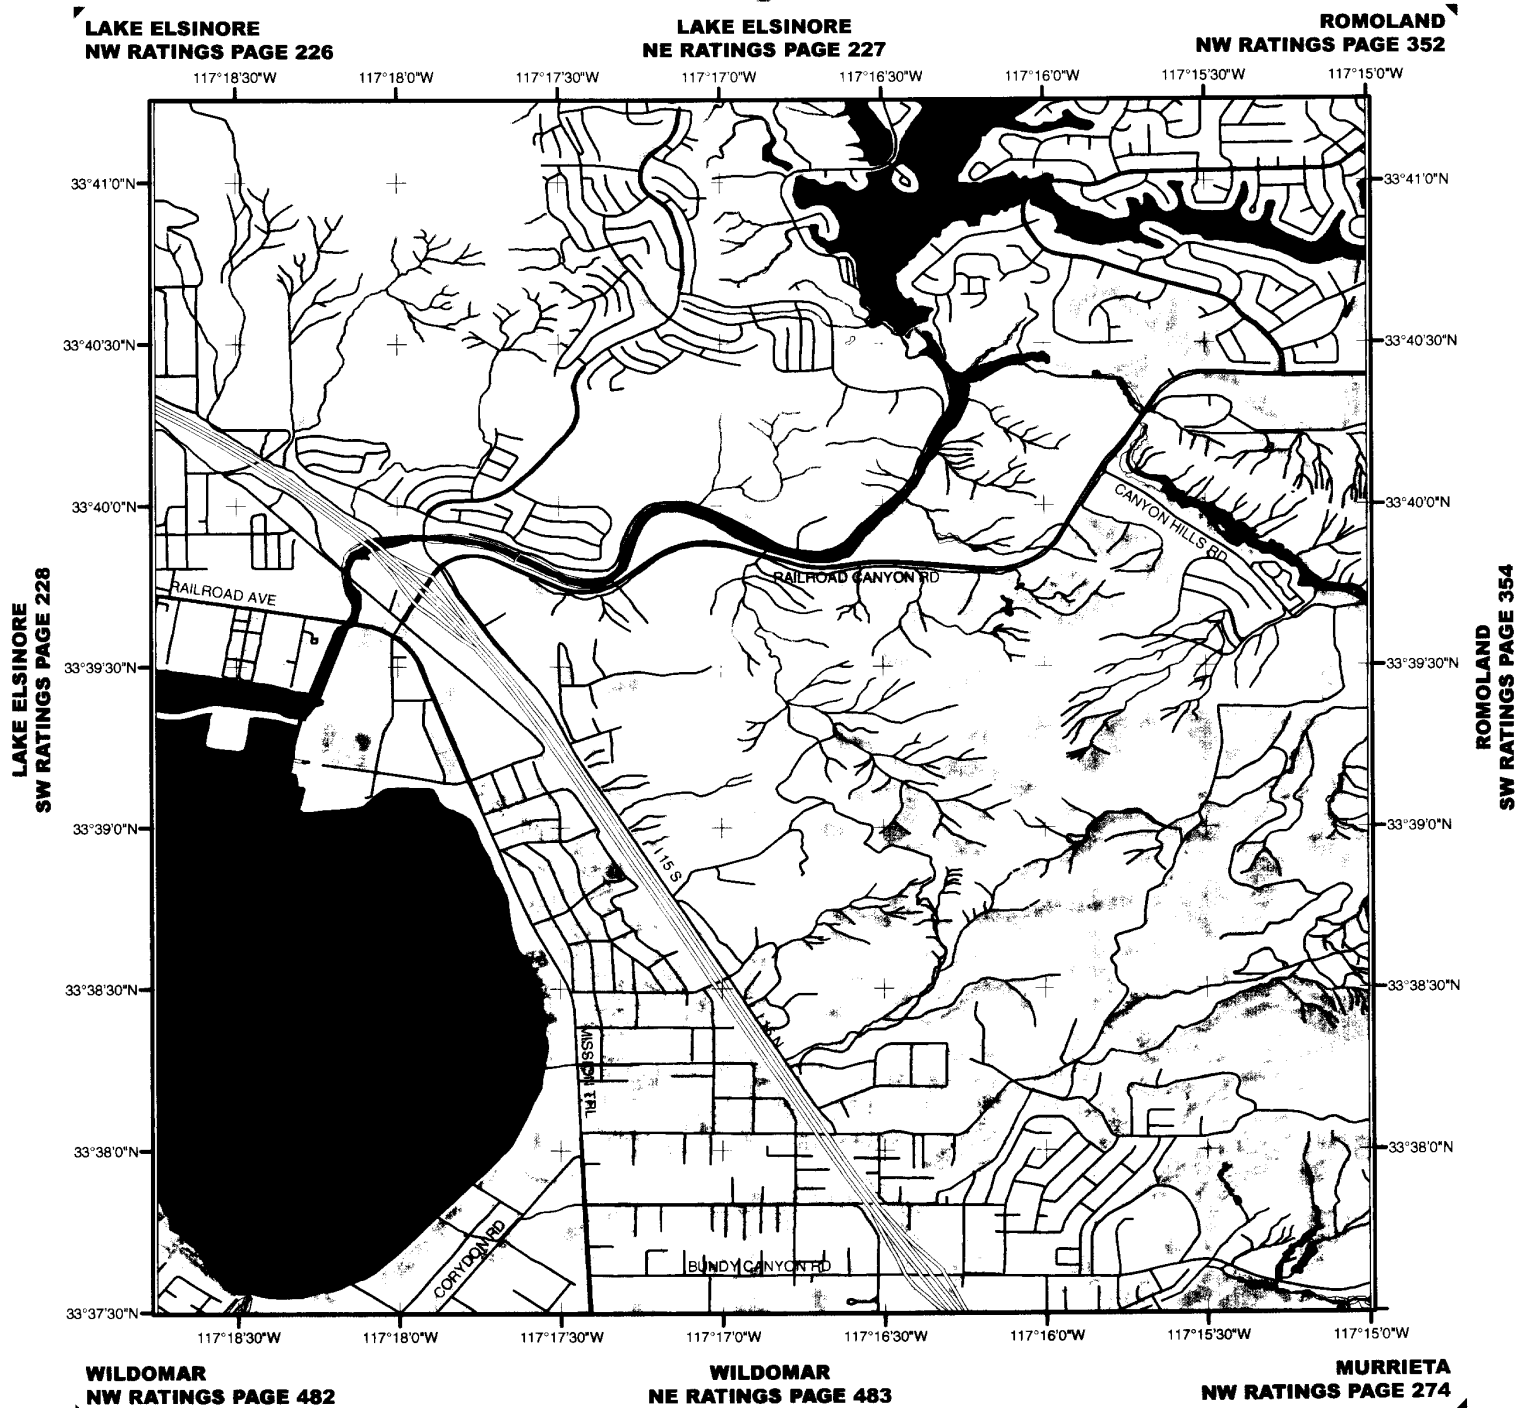 LAKE ELSINORE
NW RATINGS PAGE 226
LAKE ELSINORE
NE RATINGS PAGE 227
ROMOLAND
NW RATINGS PAGE 352
117°18'30"W
117°18'0"W
117°17'30"W
117°17'0"W
117°16'30"W
117°16'0"W
117°15'30"W
117°15'0"W
33°41'0"N
33°41'0"N
33°40'30"N
33°40'30"N
33°40'0"N
33°40'0"N
CANYON HILLS RD
RAILROAD CANYON RD
RAILROAD AVE
LAKE ELSINORE
SW RATINGS PAGE 228
ROMOLAND
SW RATINGS PAGE 354
33°39'30"N
33°39'30"N
33°39'0"N
33°39'0"N
I 15 S
33°38'30"N
33°38'30"N
I 15 N
MISSION TRL
33°38'0"N
33°38'0"N
CORYDON RD
BUNDY CANYON RD
33°37'30"N
117°18'30"W
117°18'0"W
117°17'30"W
117°17'0"W
117°16'30"W
117°16'0"W
117°15'30"W
117°15'0"W
WILDOMAR
NW RATINGS PAGE 482
WILDOMAR
NE RATINGS PAGE 483
MURRIETA
NW RATINGS PAGE 274